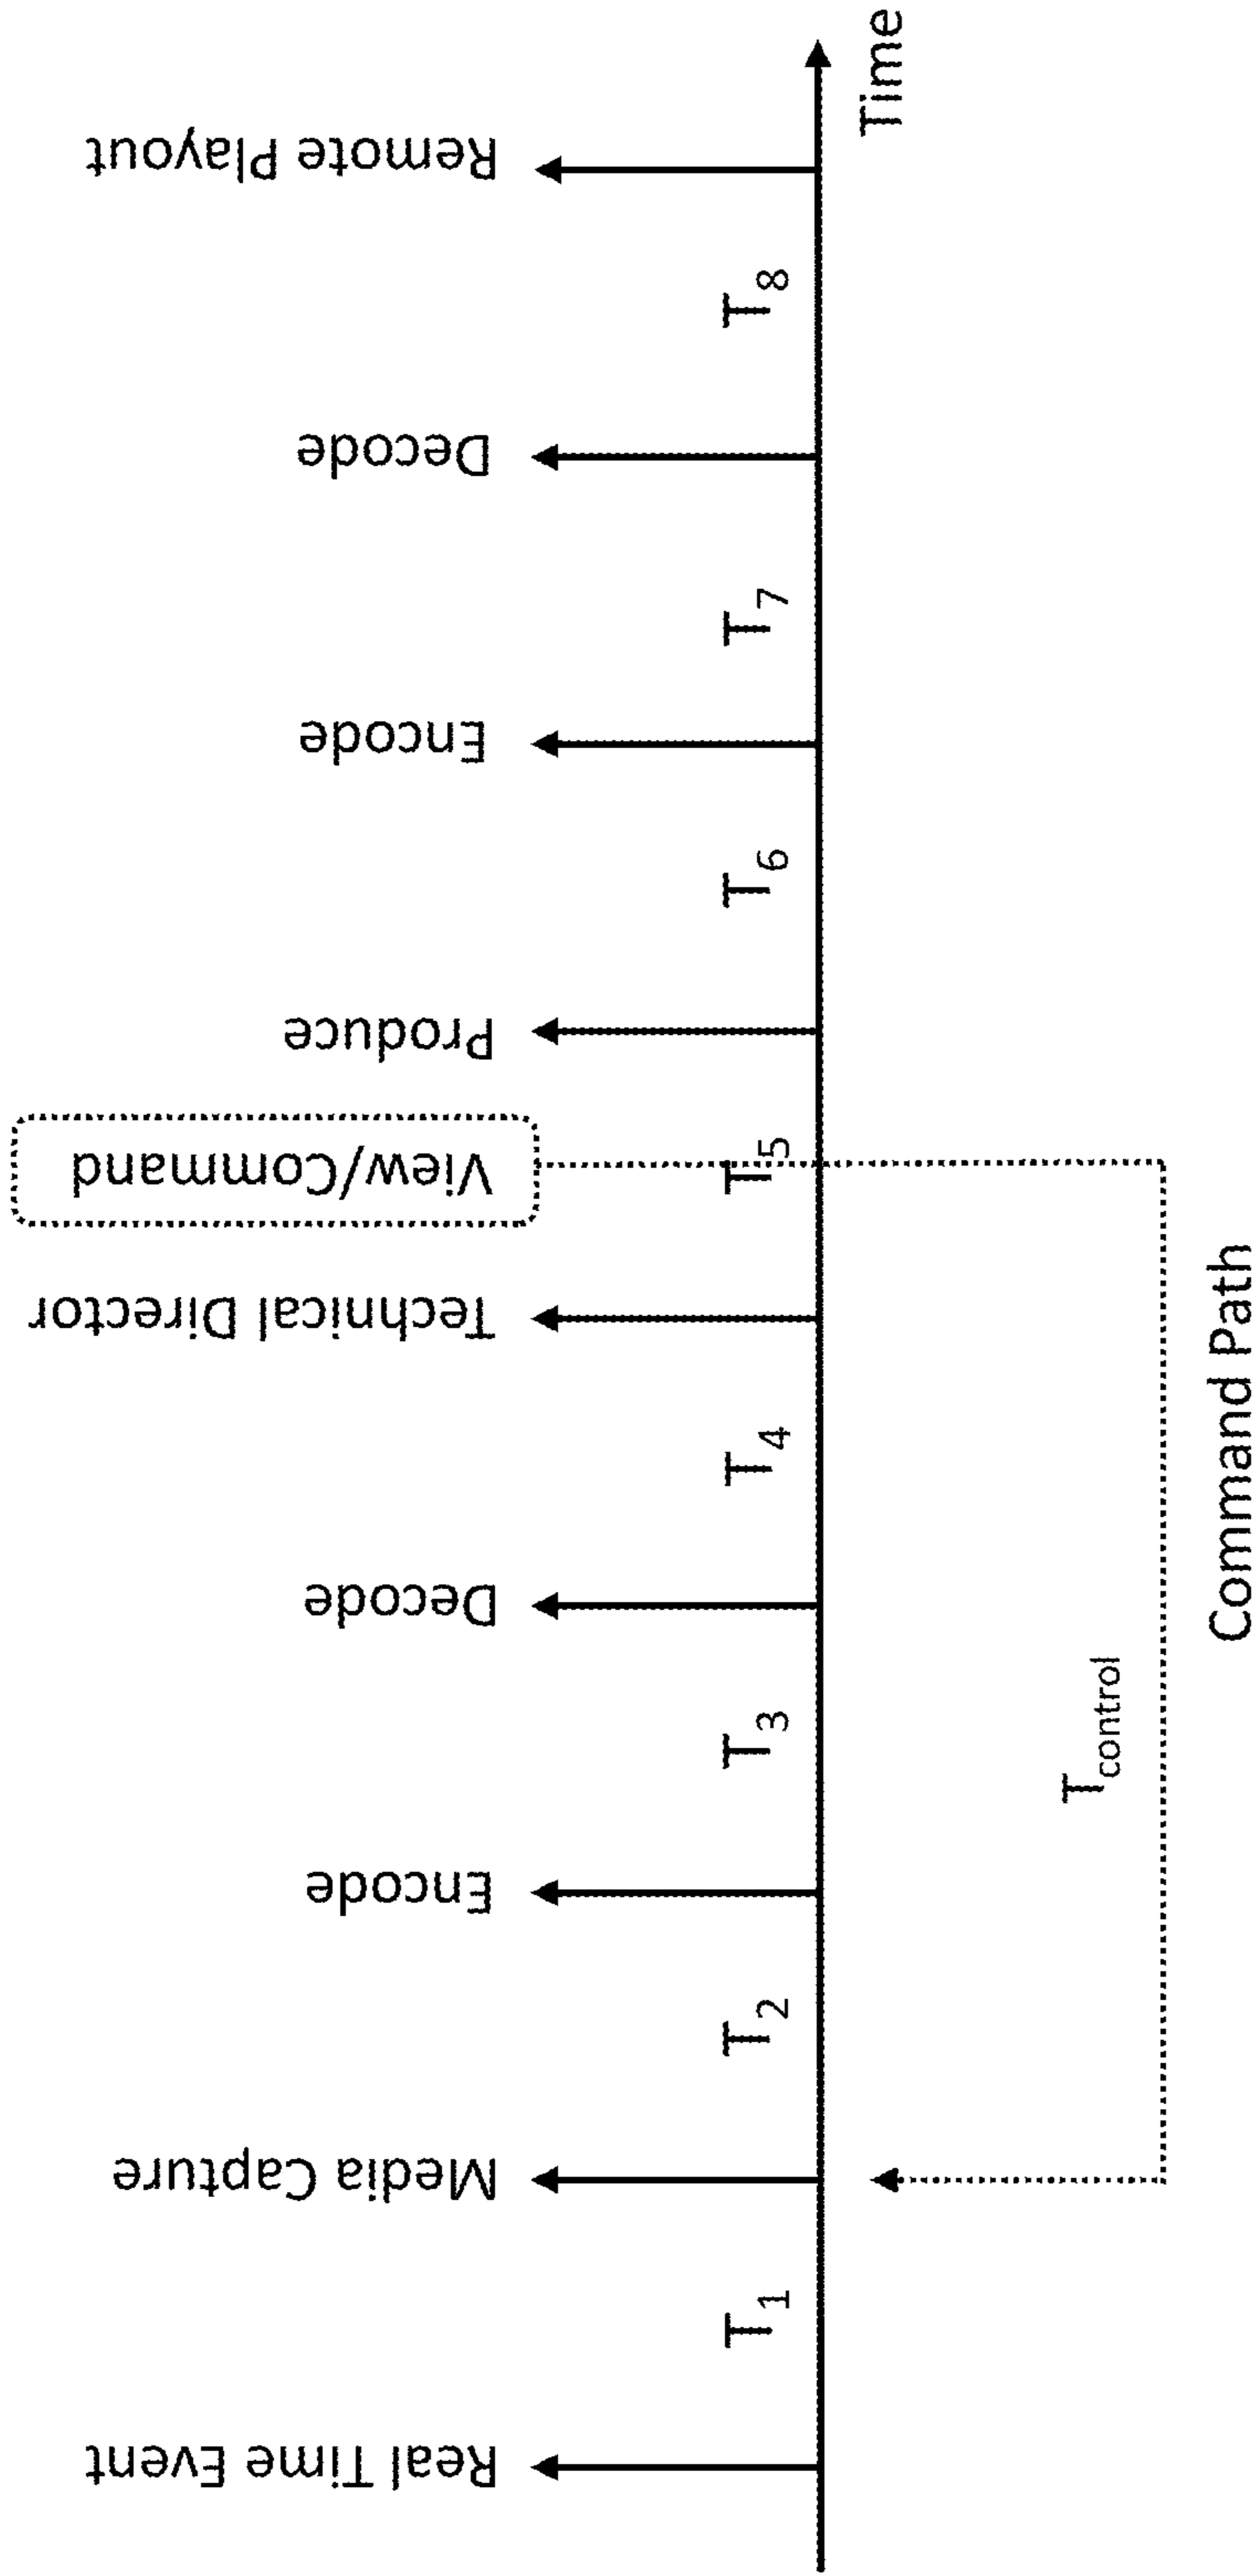 Real Time Event
Media Capture
Encode
Decode
Technical Director
View/Command
Produce
Encode
Decode
Remote Playout
T1
T2
T3
T4
T5
T6
T7
T8
Time
Tcontrol
Command Path